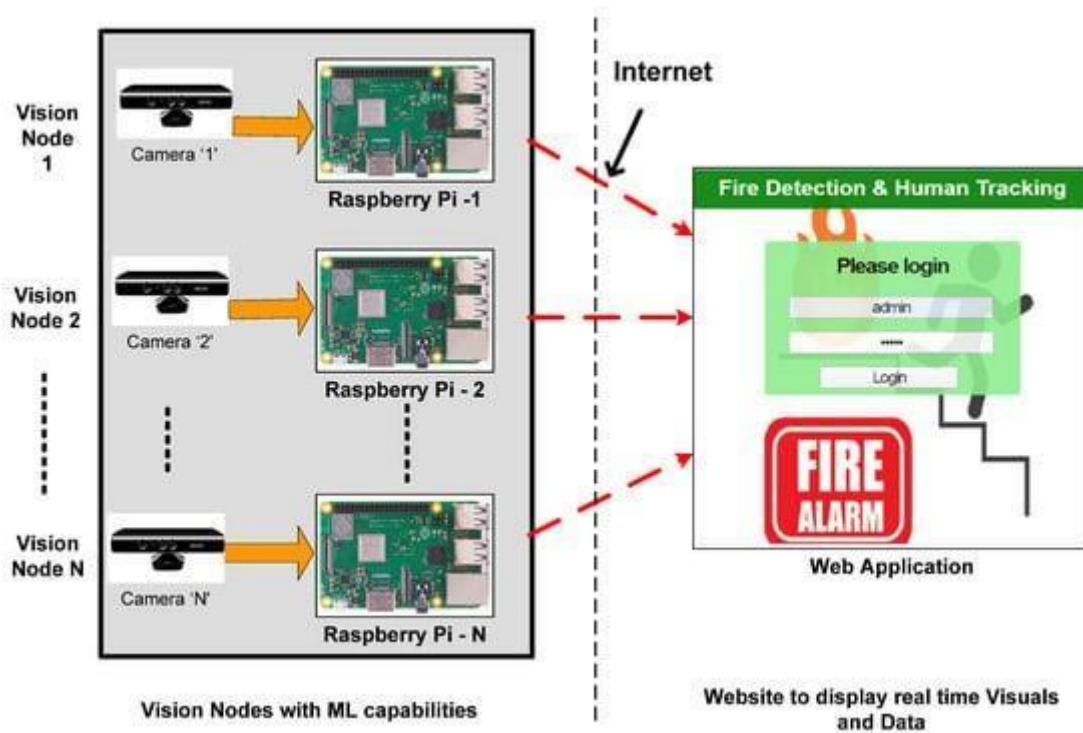 Vision
Node
1
Camera '1'
Raspberry Pi -1
Internet
Fire Detection & Human Tracking
Please login
admin
•••••
Login
Vision
Node 2
Camera '2'
Raspberry Pi - 2
Vision
Node N
Camera 'N'
Raspberry Pi - N
FIRE
ALARM
Web Application
Vision Nodes with ML capabilities
Website to display real time Visuals
and Data